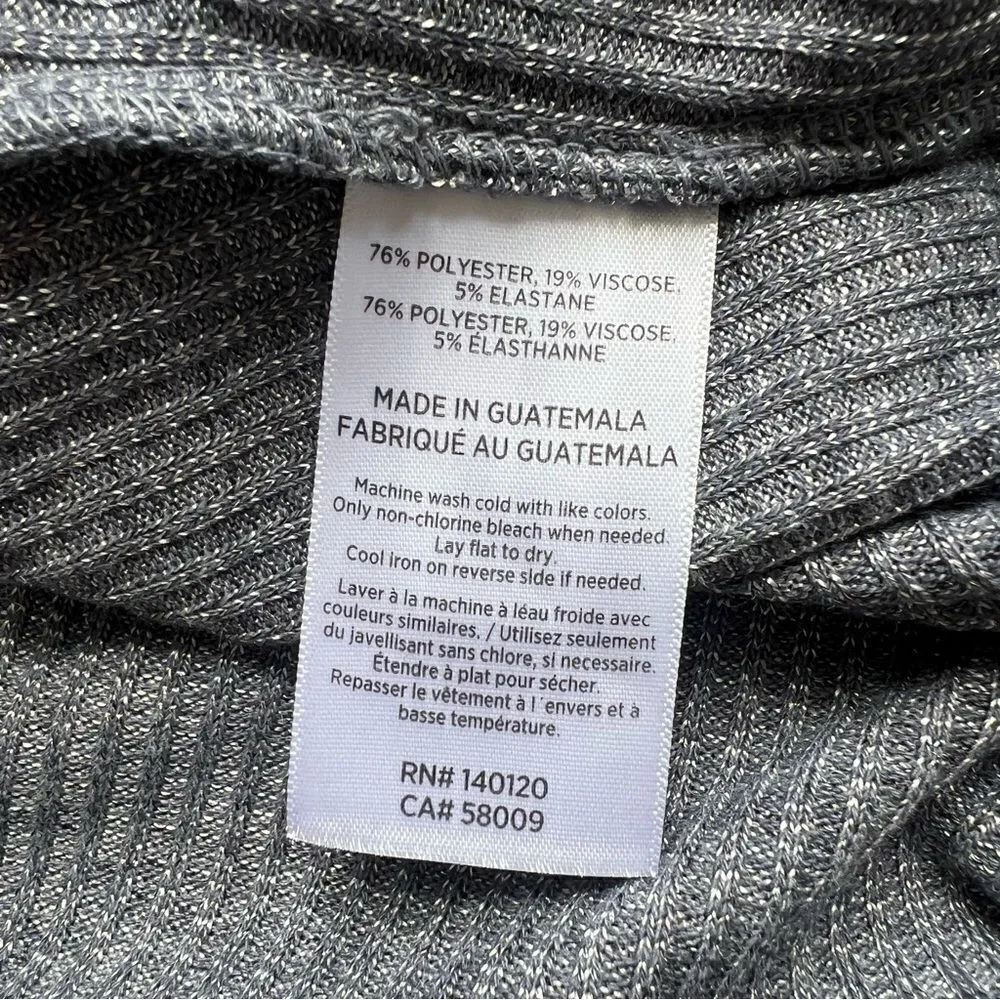 76% POLYESTER, 19% VISCOSE,
5% ELASTANE
76% POLYESTER, 19% VISCOSE,
5% ÉLASTHANNE
MADE IN GUATEMALA
FABRIQUÉ AU GUATEMALA
Machine wash cold with like colors.
Only non-chlorine bleach when needed.
Lay flat to dry.
Cool iron on reverse side if needed.
Laver à la machine à léau froide avec
couleurs similaires. / Utilisez seulement
du javellisant sans chlore, si necessaire.
Étendre à plat pour sécher.
Repasser le vêtement à l 'envers et à
basse température.
RN# 140120
CA# 58009